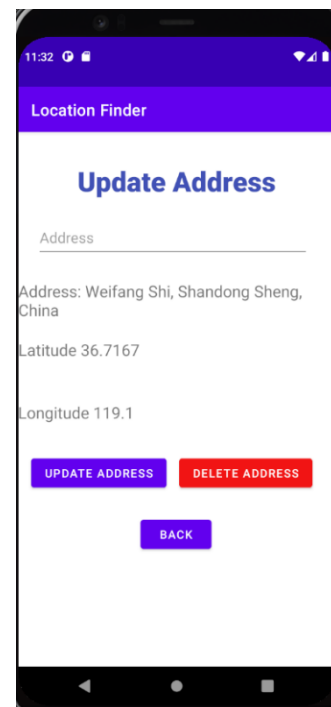 11:32
Location Finder
Update Address
Address
Address: Weifang Shi, Shandong Sheng,
China
Latitude 36.7167
Longitude 119.1
UPDATE ADDRESS DELETE ADDRESS
BACK